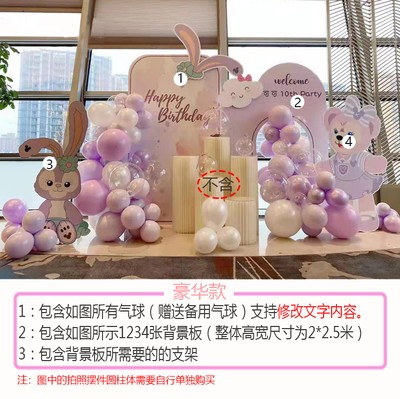 1
Happy
Birthday
welcome
可可 10th Party
2
4
3
不含
豪华款
1：包含如图所有气球（赠送备用气球）支持修改文字内容。
2：包含如图所示1234张背景板（整体高宽尺寸为2*2.5米）
3：包含背景板所需要的的支架
注：图中的拍照摆件圆柱体需要自行单独购买